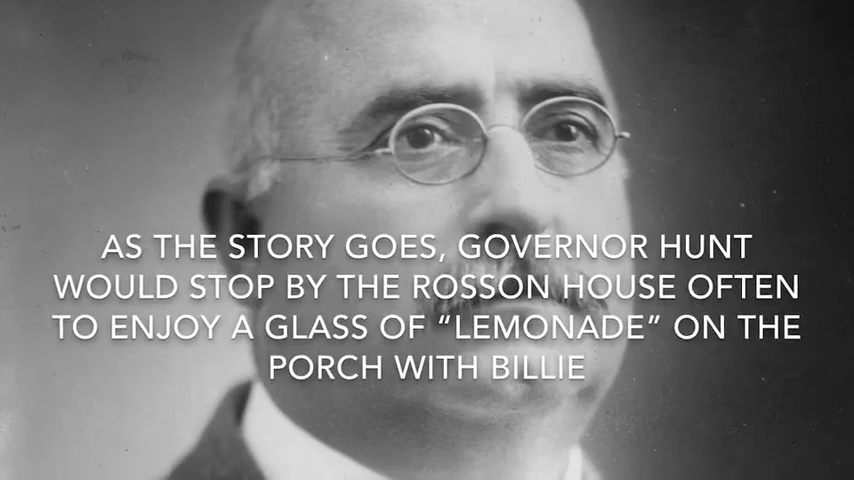 AS THE STORY GOES, GOVERNOR HUNT
WOULD STOP BY THE ROSSON HOUSE OFTEN
TO ENJOY A GLASS OF “LEMONADE” ON THE
PORCH WITH BILLIE